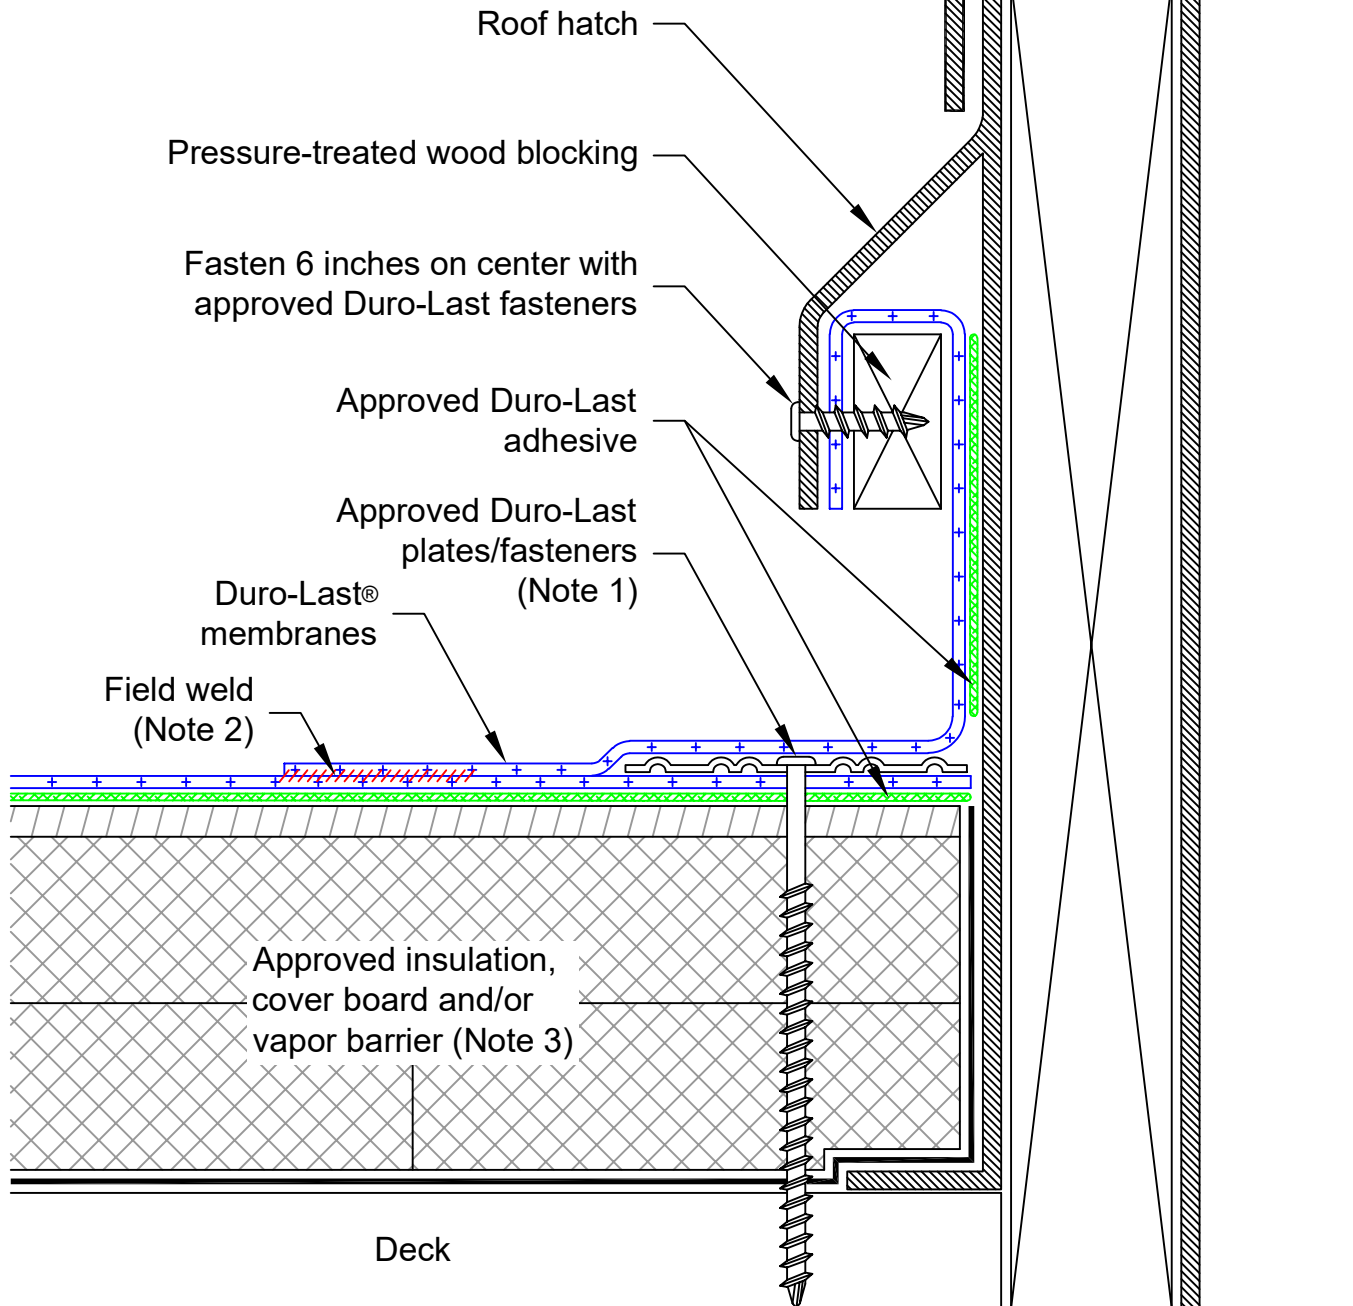 Roof hatch
Pressure-treated wood blocking
Fasten 6 inches on center with
approved Duro-Last fasteners
Approved Duro-Last
adhesive
Approved Duro-Last
plates/fasteners
(Note 1)
Duro-Last®
membranes
Field weld
(Note 2)
Approved insulation,
cover board and/or
vapor barrier (Note 3)
Deck